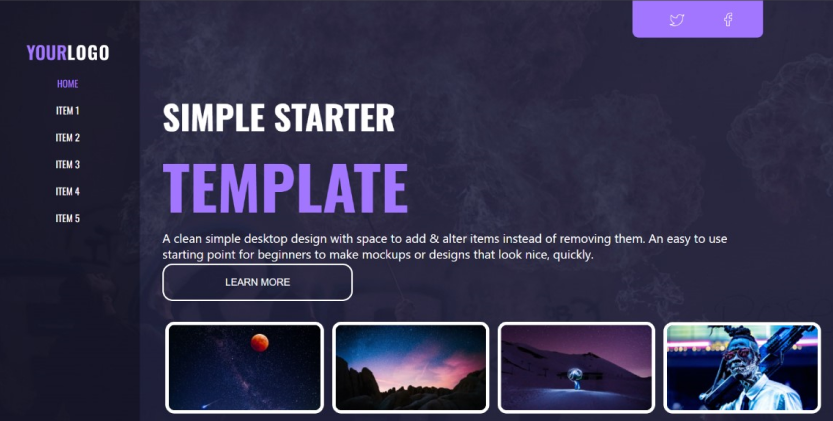 YOURLOGO
HOME
ITEM 1
ITEM 2
ITEM 3
ITEM 4
ITEM 5
SIMPLE STARTER
TEMPLATE
A clean simple desktop design with space to add & alter items instead of removing them. An easy to use
starting point for beginners to make mockups or designs that look nice, quickly.
LEARN MORE